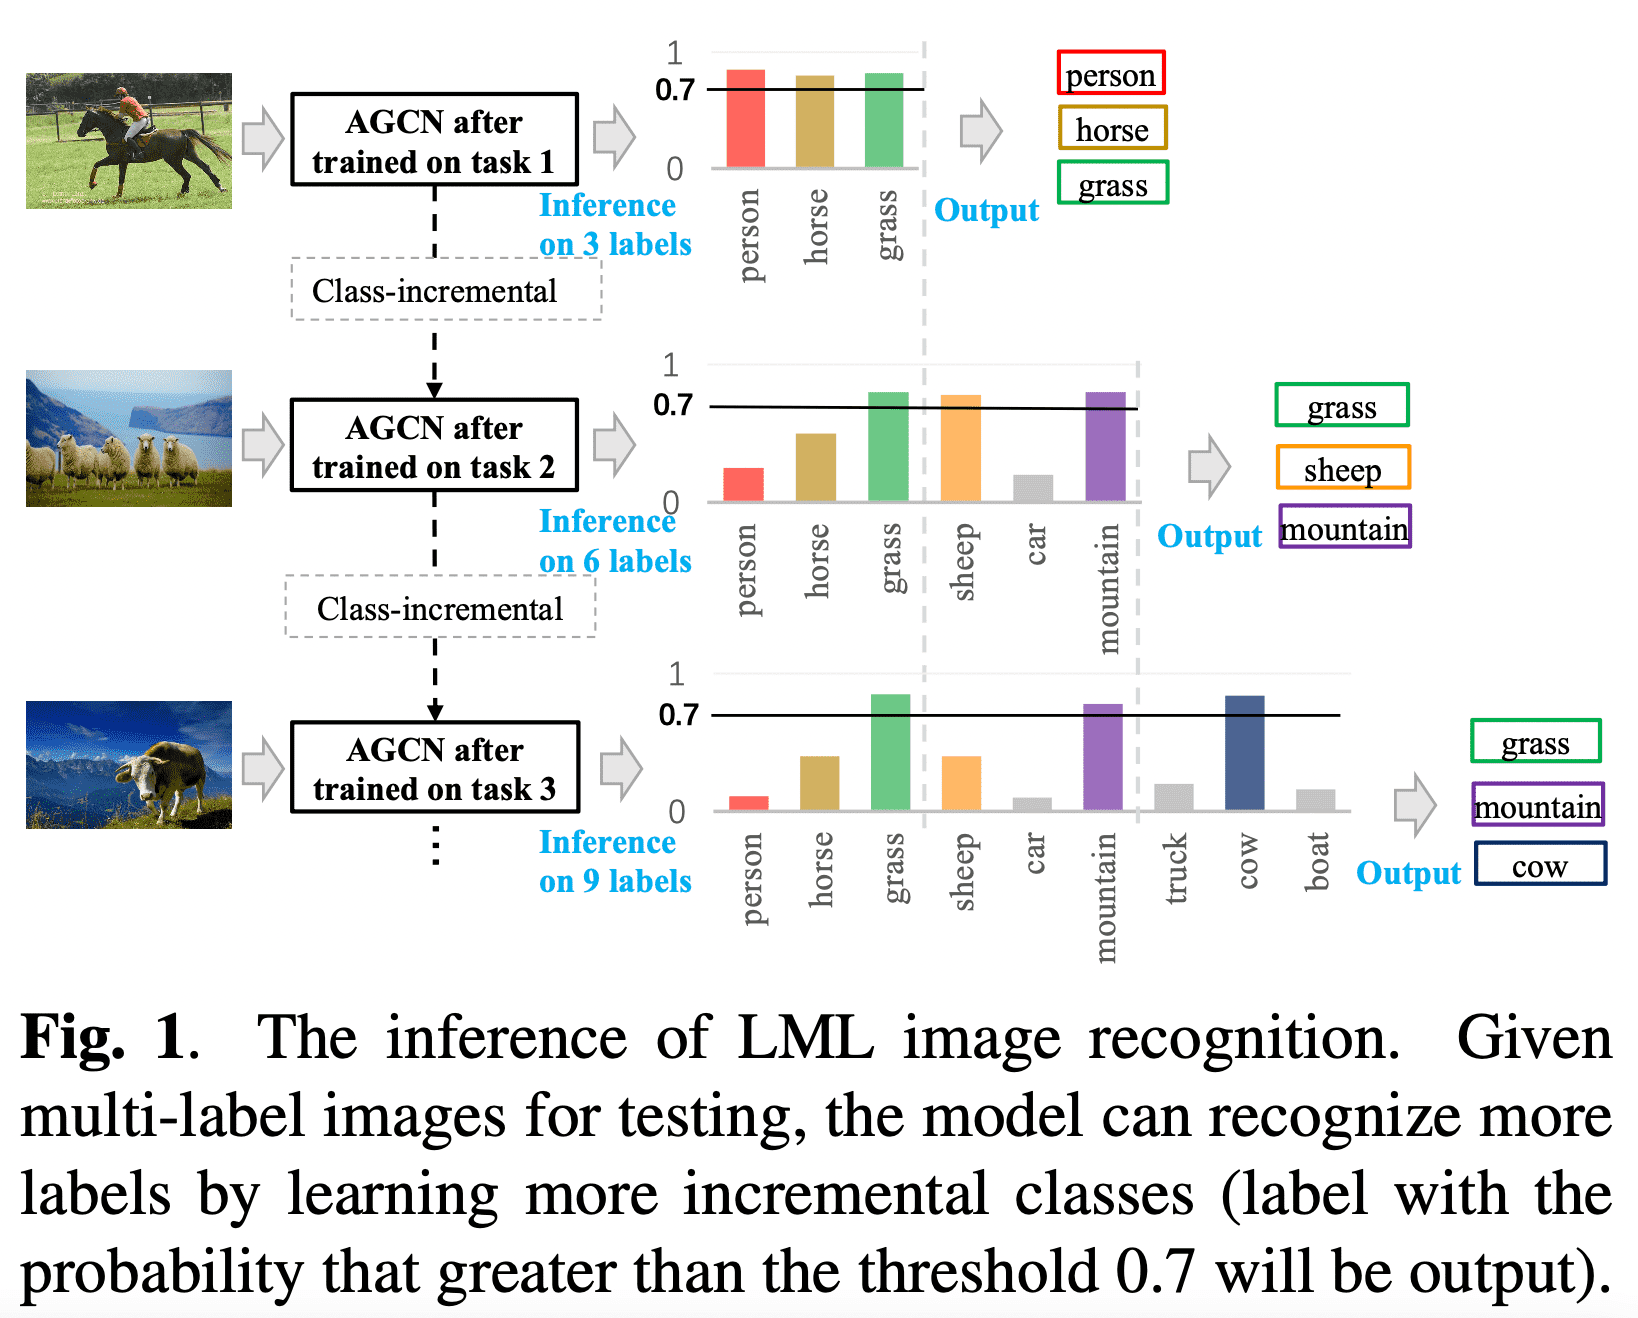 AGCN after
trained on task 1
Inference
on 3 labels
1
0.7
0
person
horse
grass
Output
person
horse
grass
Class-incremental
AGCN after
trained on task 2
Inference
on 6 labels
1
0.7
0
person
horse
grass
sheep
car
mountain
Output
grass
sheep
mountain
Class-incremental
AGCN after
trained on task 3
Inference
on 9 labels
1
0.7
0
person
horse
grass
sheep
car
mountain
truck
cow
boat
Output
grass
mountain
cow
Fig. 1. The inference of LML image recognition. Given
multi-label images for testing, the model can recognize more
labels by learning more incremental classes (label with the
probability that greater than the threshold 0.7 will be output).